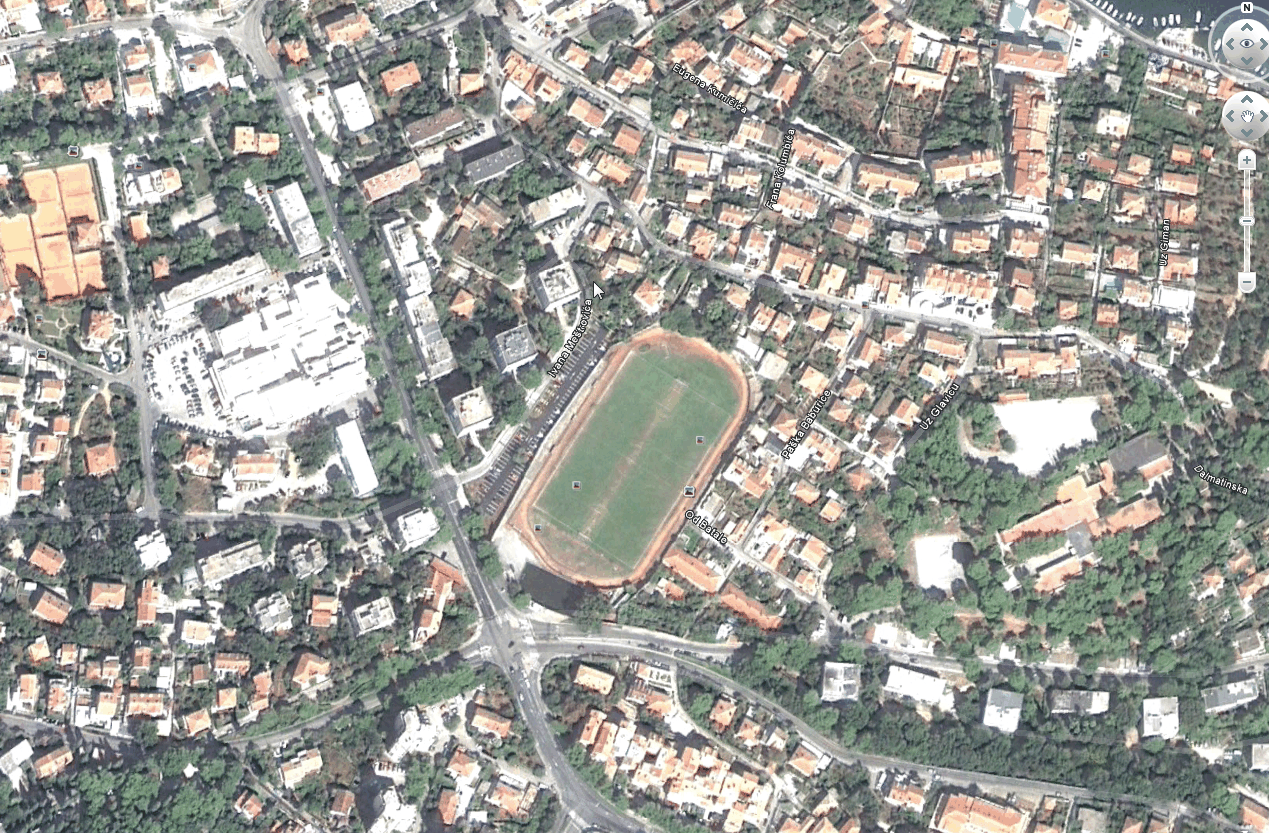 N
Eugena Kumičića
Frana Kolumbića
Uz Giman
Ivana Meštrovića
Paška Baburice
Uz Glavicu
Dalmatinska
Od Batale